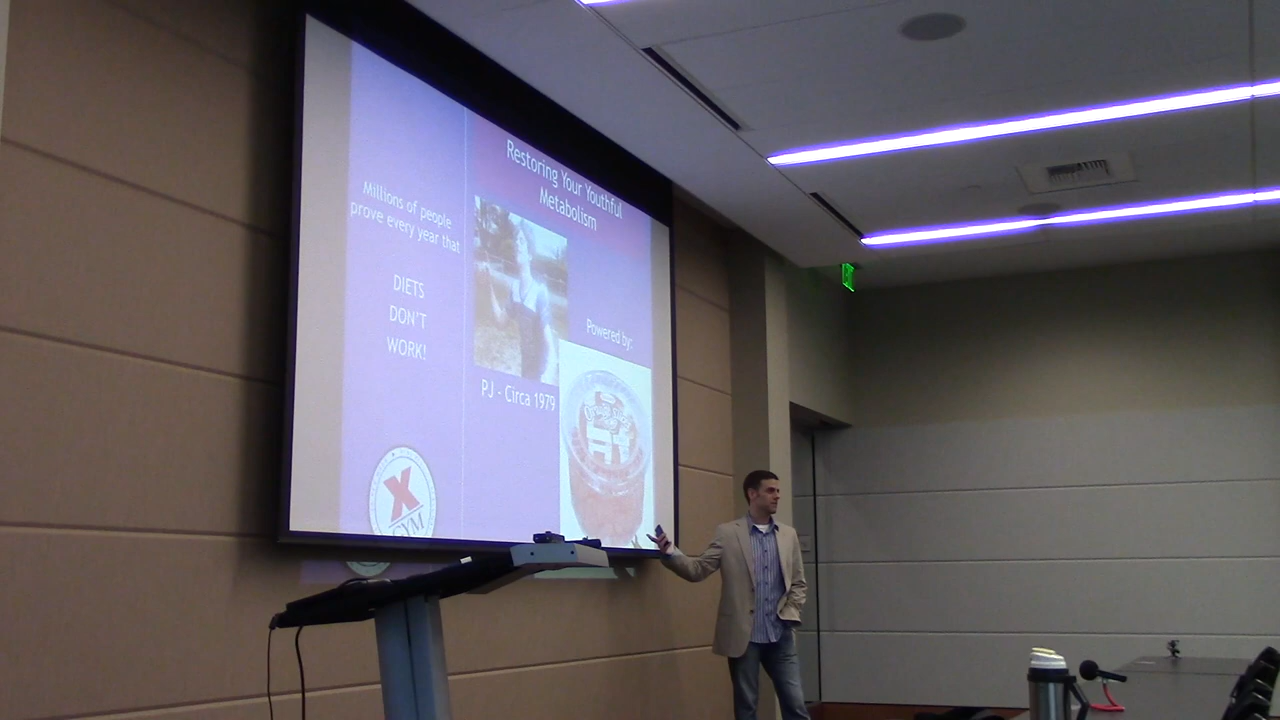 Restoring Your Youthful
Metabolism
Millions of people
prove every year that
DIETS
DON'T
WORK!
Powered by:
PJ - Circa 1979
X
GYM